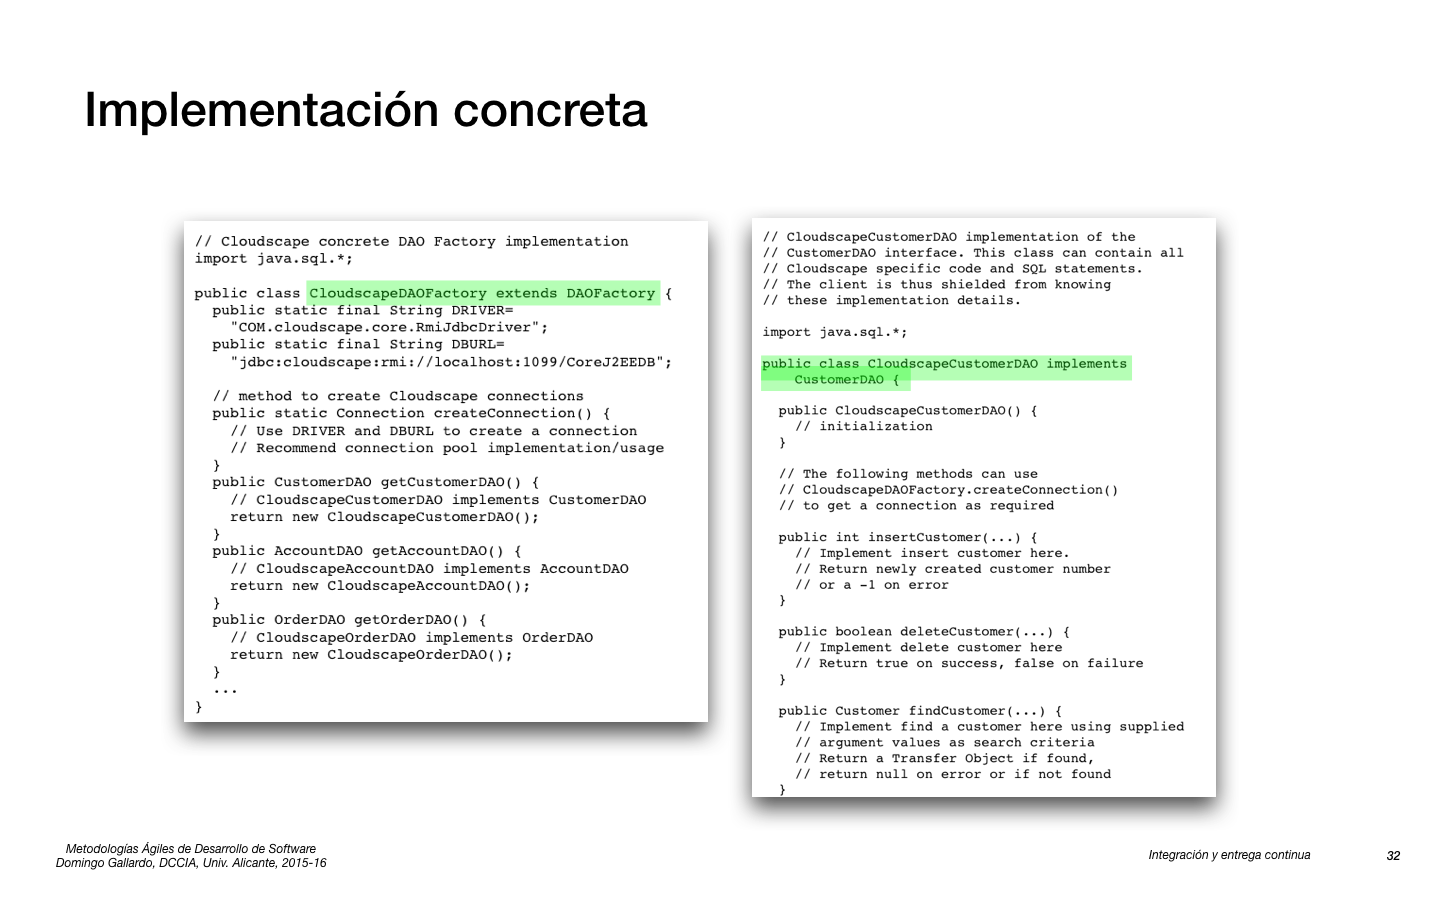 Implementación concreta
// Cloudscape concrete DAO Factory implementation
import java.sql.*;
public class CloudscapeDAOFactory extends DAOFactory {
  public static final String DRIVER=
    "COM.cloudscape.core.RmiJdbcDriver";
  public static final String DBURL=
    "jdbc:cloudscape:rmi://localhost:1099/CoreJ2EEDB";
  // method to create Cloudscape connections
  public static Connection createConnection() {
    // Use DRIVER and DBURL to create a connection
    // Recommend connection pool implementation/usage
  }
  public CustomerDAO getCustomerDAO() {
    // CloudscapeCustomerDAO implements CustomerDAO
    return new CloudscapeCustomerDAO();
  }
  public AccountDAO getAccountDAO() {
    // CloudscapeAccountDAO implements AccountDAO
    return new CloudscapeAccountDAO();
  }
  public OrderDAO getOrderDAO() {
    // CloudscapeOrderDAO implements OrderDAO
    return new CloudscapeOrderDAO();
  }
  ...
}
// CloudscapeCustomerDAO implementation of the
// CustomerDAO interface. This class can contain all
// Cloudscape specific code and SQL statements.
// The client is thus shielded from knowing
// these implementation details.
import java.sql.*;
public class CloudscapeCustomerDAO implements
    CustomerDAO {
  public CloudscapeCustomerDAO() {
    // initialization
  }
  // The following methods can use
  // CloudscapeDAOFactory.createConnection()
  // to get a connection as required
  public int insertCustomer(...) {
    // Implement insert customer here.
    // Return newly created customer number
    // or a -1 on error
  }
  public boolean deleteCustomer(...) {
    // Implement delete customer here
    // Return true on success, false on failure
  }
  public Customer findCustomer(...) {
    // Implement find a customer here using supplied
    // argument values as search criteria
    // Return a Transfer Object if found,
    // return null on error or if not found
  }
Metodologías Ágiles de Desarrollo de Software
Domingo Gallardo, DCCIA, Univ. Alicante, 2015-16
Integración y entrega continua
32